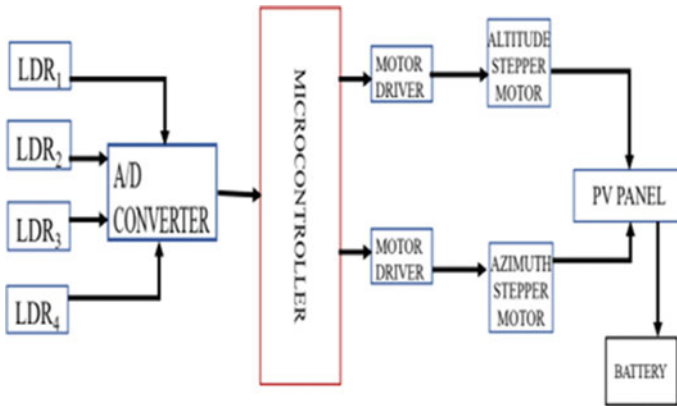 LDR₁
LDR₂
LDR₃
LDR₄
A/D
CONVERTER
MICROCONTROLLER
MOTOR
DRIVER
ALTITUDE
STEPPER
MOTOR
MOTOR
DRIVER
AZIMUTH
STEPPER
MOTOR
PV PANEL
BATTERY